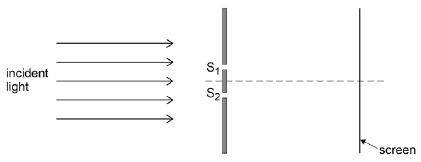 incident
light
S₁
S₂
screen